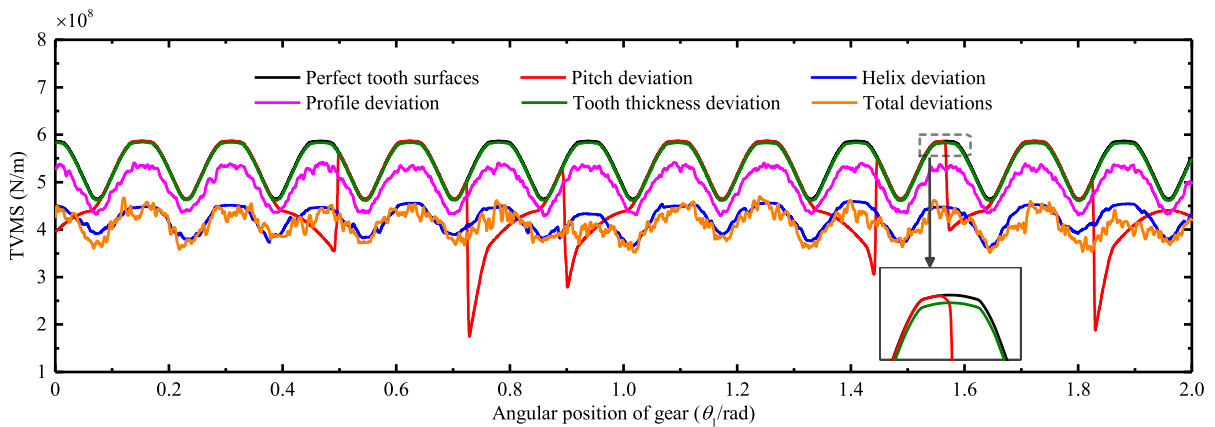 ×10⁸
8
7
6
5
4
3
2
1
TVMS (N/m)
Perfect tooth surfaces Pitch deviation Helix deviation
Profile deviation Tooth thickness deviation Total deviations
0 0.2 0.4 0.6 0.8 1.0 1.2 1.4 1.6 1.8 2.0
Angular position of gear (θ₁/rad)